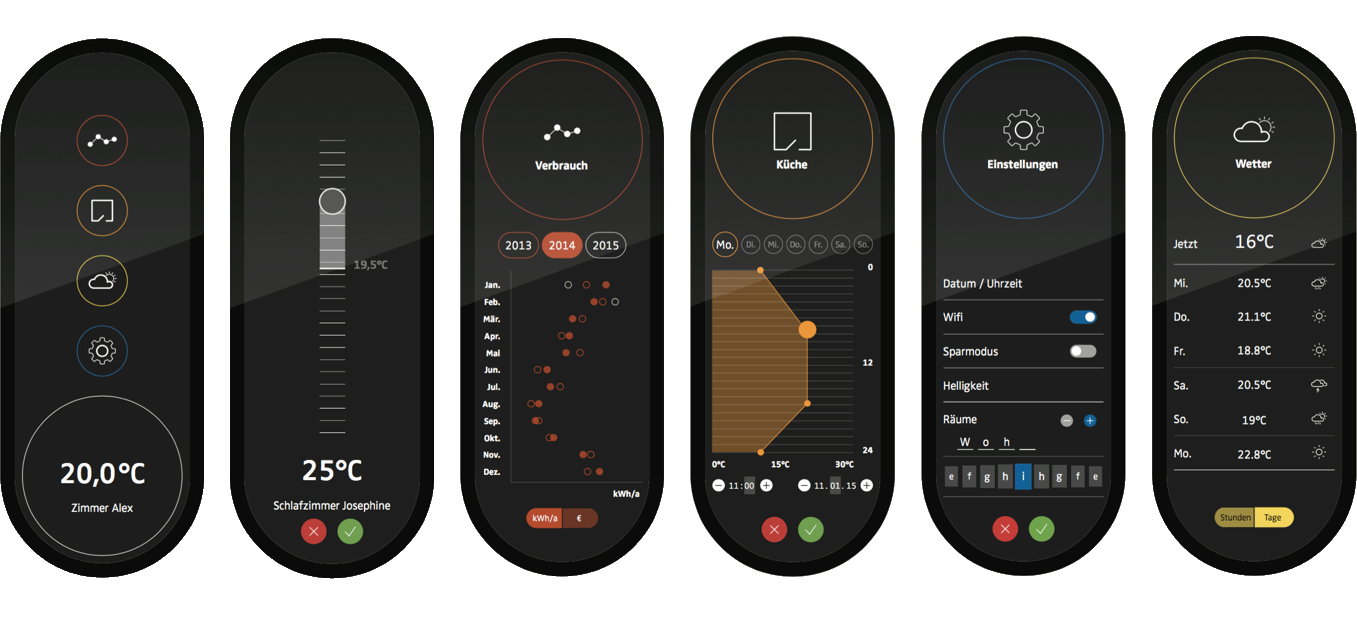 20,0°C
Zimmer Alex
19,5°C
25°C
Schlafzimmer Josephine
Verbrauch
2013 2014 2015
Jan.
Feb.
Mär.
Apr.
Mai
Jun.
Jul.
Aug.
Sep.
Okt.
Nov.
Dez.
kWh/a
kWh/a €
Küche
Mo. Di. Mi. Do. Fr. Sa. So.
0
12
24
0°C 15°C 30°C
11:00 11.01.15
Einstellungen
Datum / Uhrzeit
Wifi
Sparmodus
Helligkeit
Räume
W o h
e f g h i h g f e
Wetter
Jetzt 16°C
Mi. 20.5°C
Do. 21.1°C
Fr. 18.8°C
Sa. 20.5°C
So. 19°C
Mo. 22.8°C
Stunden Tage